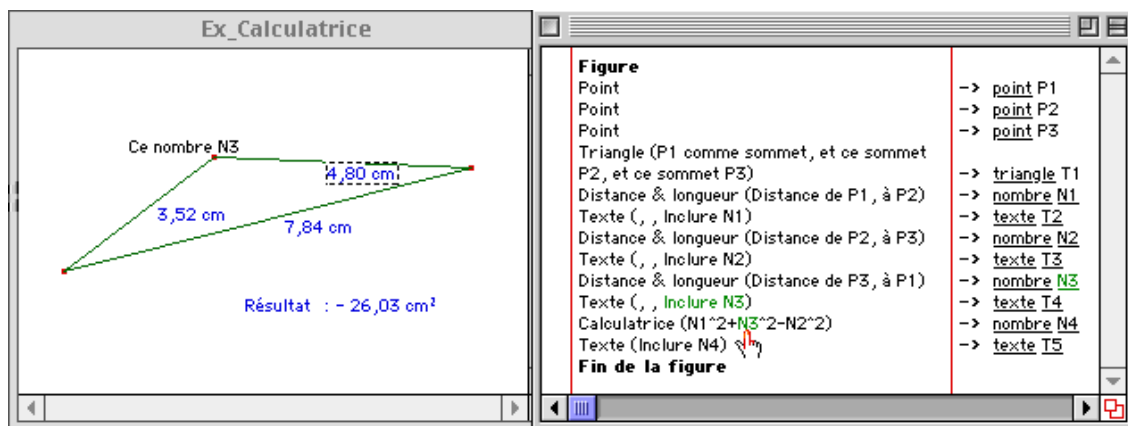 Ex_Calculatrice
Ce nombre N3
4,80 cm
3,52 cm
7,84 cm
Résultat : - 26,03 cm²
Figure
Point -> point P1
Point -> point P2
Point -> point P3
Triangle (P1 comme sommet, et ce sommet
P2, et ce sommet P3) -> triangle T1
Distance & longueur (Distance de P1, à P2) -> nombre N1
Texte (, , Inclure N1) -> texte T2
Distance & longueur (Distance de P2, à P3) -> nombre N2
Texte (, , Inclure N2) -> texte T3
Distance & longueur (Distance de P3, à P1) -> nombre N3
Texte (, , Inclure N3) -> texte T4
Calculatrice (N1^2+N3^2-N2^2) -> nombre N4
Texte (Inclure N4) -> texte T5
Fin de la figure